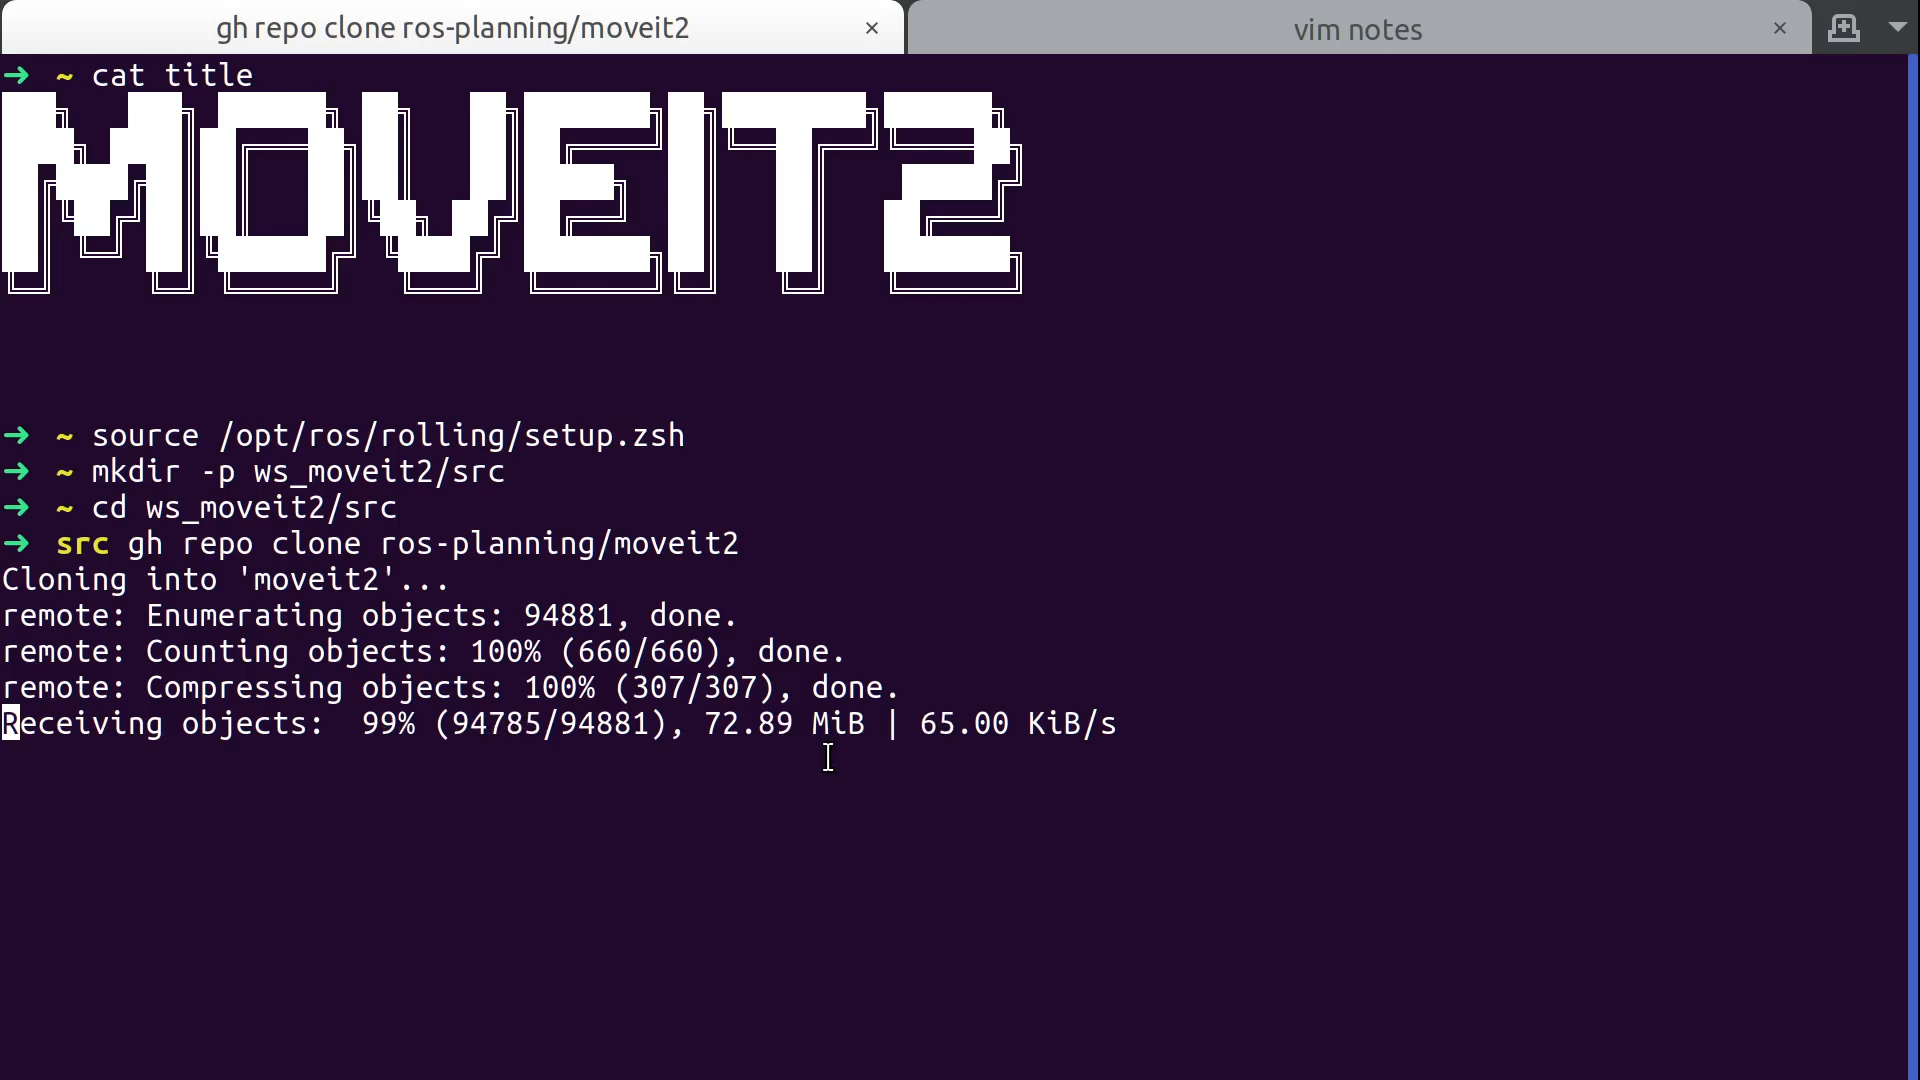 gh repo clone ros-planning/moveit2 ×
vim notes ×
➜ ~ cat title
MOVEIT2
➜ ~ source /opt/ros/rolling/setup.zsh
➜ ~ mkdir -p ws_moveit2/src
➜ ~ cd ws_moveit2/src
➜ src gh repo clone ros-planning/moveit2
Cloning into 'moveit2'...
remote: Enumerating objects: 94881, done.
remote: Counting objects: 100% (660/660), done.
remote: Compressing objects: 100% (307/307), done.
Receiving objects:  99% (94785/94881), 72.89 MiB | 65.00 KiB/s